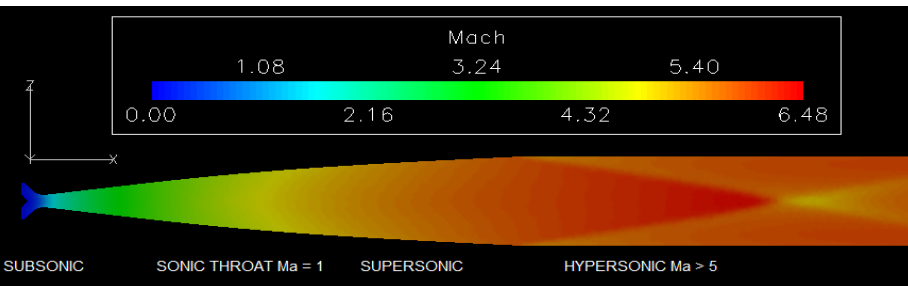 Mach
1.08 3.24 5.40
0.00 2.16 4.32 6.48
Z
X
SUBSONIC SONIC THROAT Ma = 1 SUPERSONIC HYPERSONIC Ma > 5